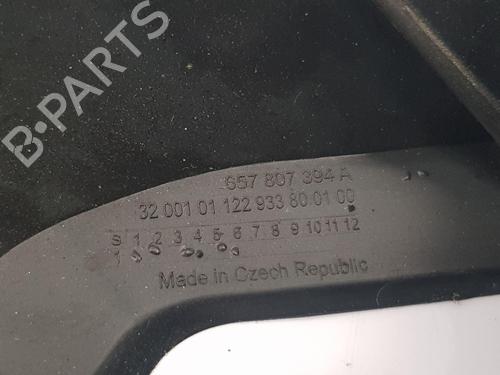 B-PARTS
657 807 394 A
32 001 01 122 933 80 01 00
S 1 2 3 4 5 6 7 8 9 10 11 12
1
Made in Czech Republic